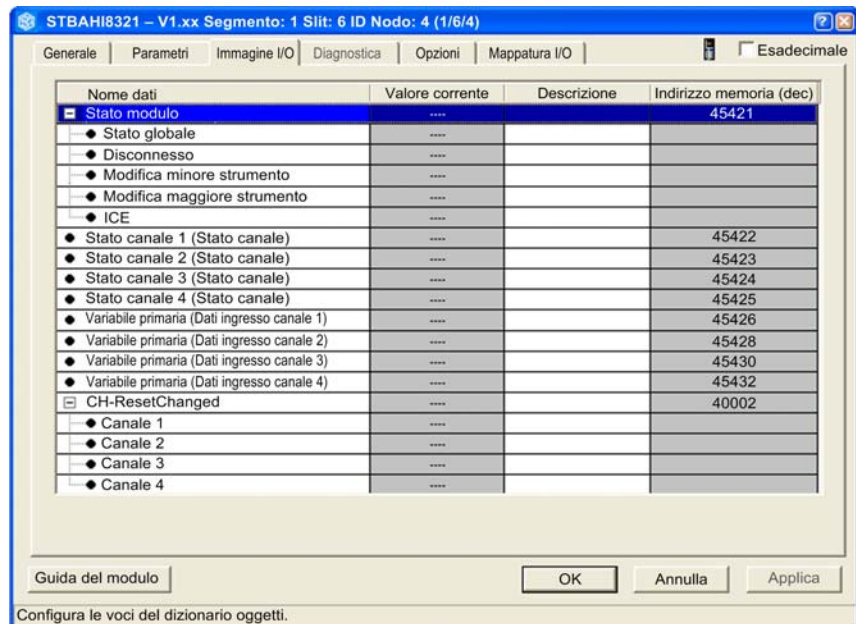 STBAHI8321 – V1.xx Segmento: 1 Slit: 6 ID Nodo: 4 (1/6/4)
Generale Parametri Immagine I/O Diagnostica Opzioni Mappatura I/O Esadecimale
Nome dati Valore corrente Descrizione Indirizzo memoria (dec)
Stato modulo ---- 45421
Stato globale ----
Disconnesso ----
Modifica minore strumento ----
Modifica maggiore strumento ----
ICE ----
Stato canale 1 (Stato canale) ---- 45422
Stato canale 2 (Stato canale) ---- 45423
Stato canale 3 (Stato canale) ---- 45424
Stato canale 4 (Stato canale) ---- 45425
Variabile primaria (Dati ingresso canale 1) ---- 45426
Variabile primaria (Dati ingresso canale 2) ---- 45428
Variabile primaria (Dati ingresso canale 3) ---- 45430
Variabile primaria (Dati ingresso canale 4) ---- 45432
CH-ResetChanged ---- 40002
Canale 1 ----
Canale 2 ----
Canale 3 ----
Canale 4 ----
Guida del modulo OK Annulla Applica
Configura le voci del dizionario oggetti.